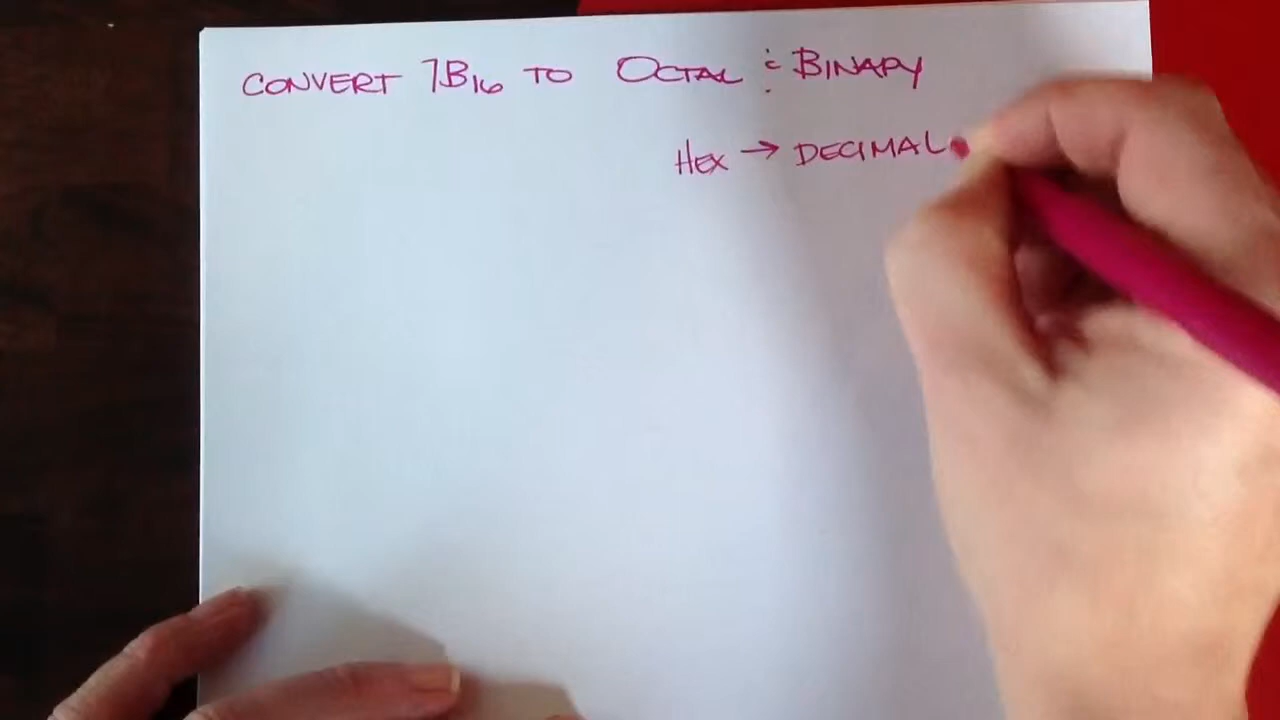 CONVERT 7B16 TO OCTAL & BINARY
HEX → DECIMAL